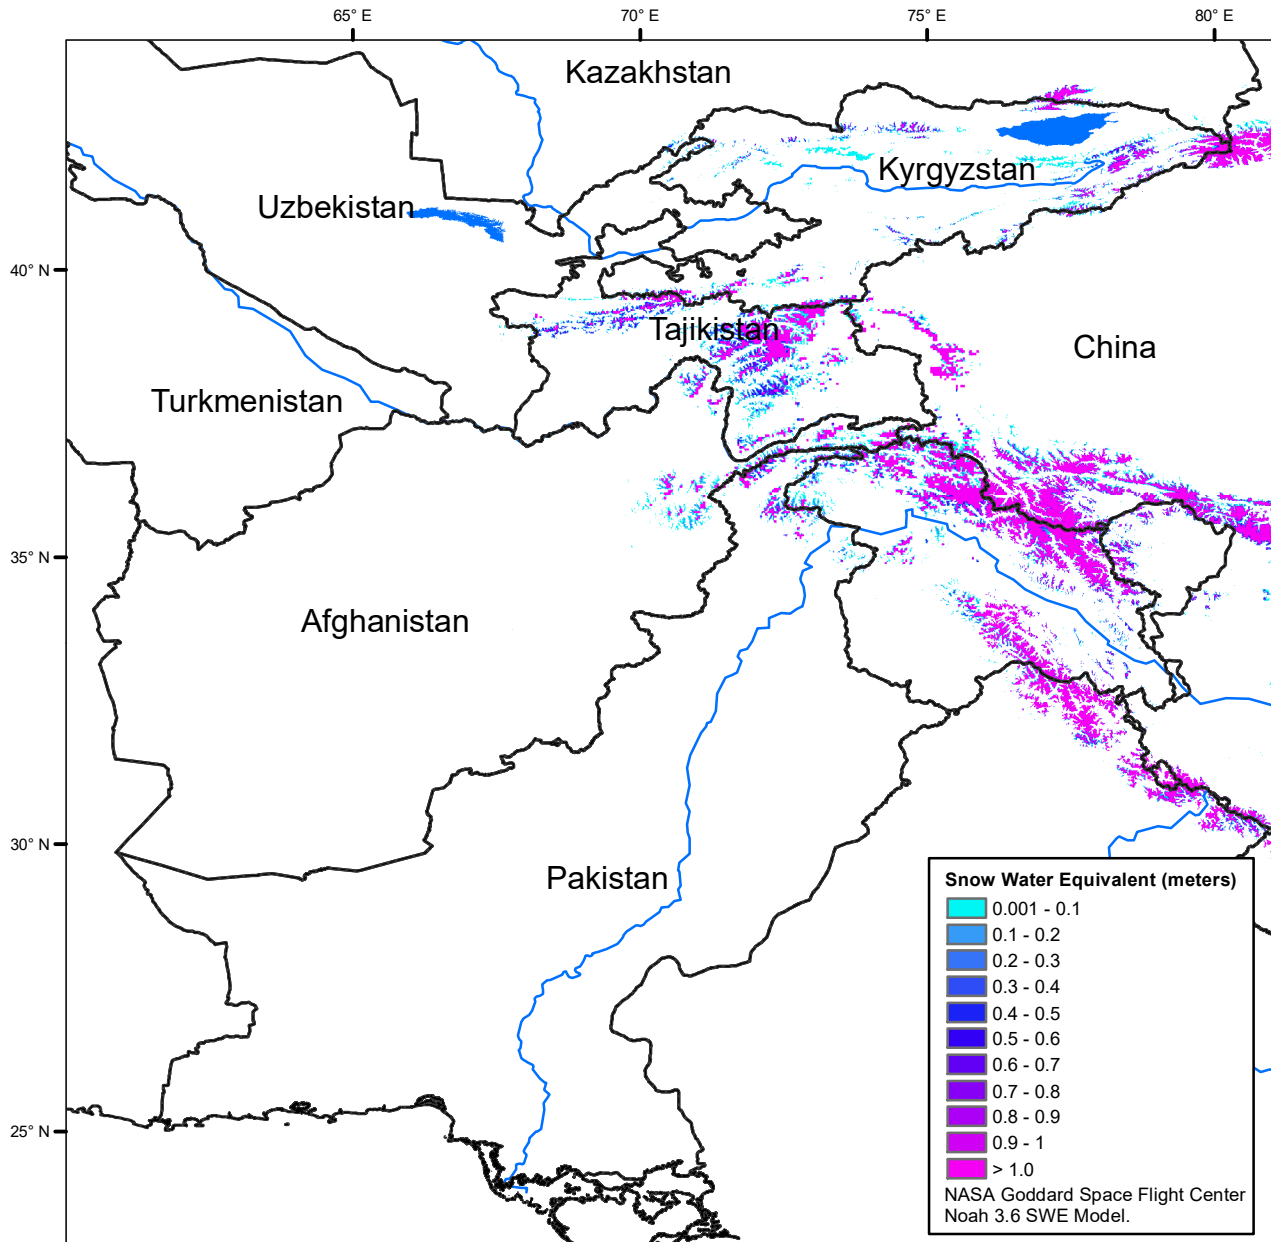 65° E
70° E
75° E
80° E
Kazakhstan
Kyrgyzstan
Uzbekistan
40° N
Tajikistan
China
Turkmenistan
35° N
Afghanistan
30° N
Pakistan
25° N
Snow Water Equivalent (meters)
0.001 - 0.1
0.1 - 0.2
0.2 - 0.3
0.3 - 0.4
0.4 - 0.5
0.5 - 0.6
0.6 - 0.7
0.7 - 0.8
0.8 - 0.9
0.9 - 1
> 1.0
NASA Goddard Space Flight Center
Noah 3.6 SWE Model.